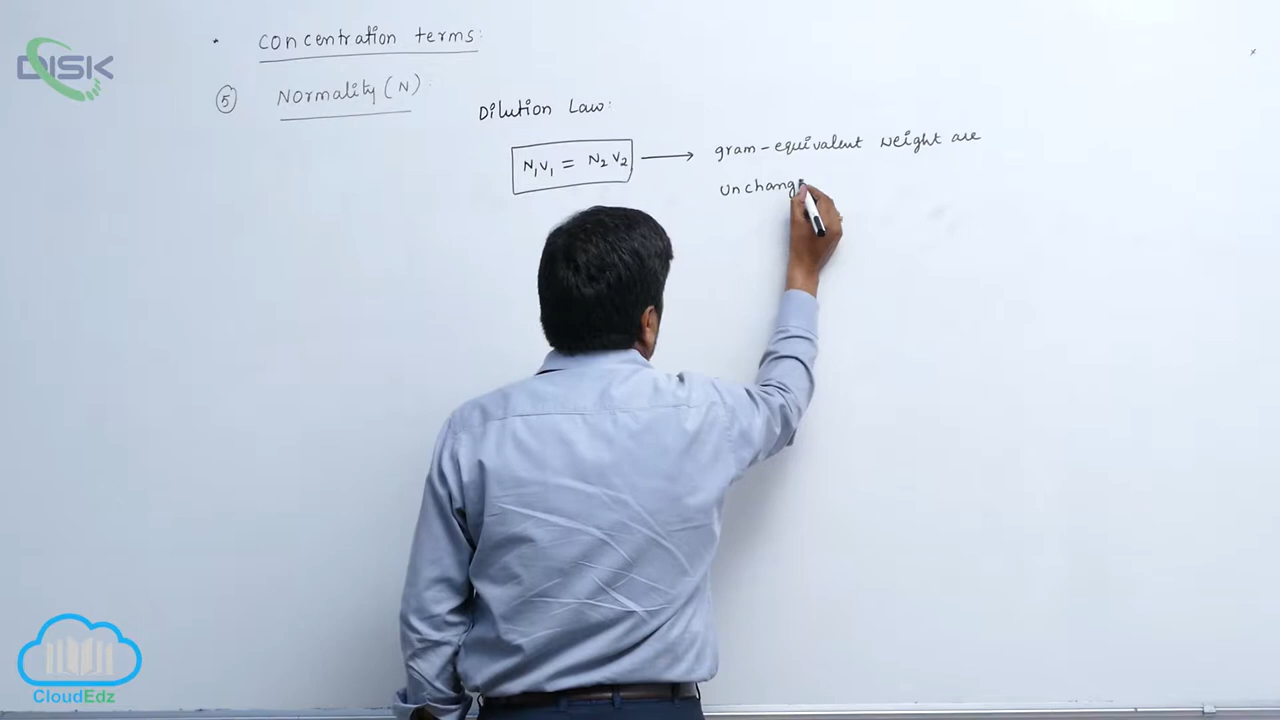 DISK
• Concentration terms:
⑤ Normality (N):
Dilution Law:
N₁V₁ = N₂V₂ → gram-equivalent weight are
unchang
CloudEdz